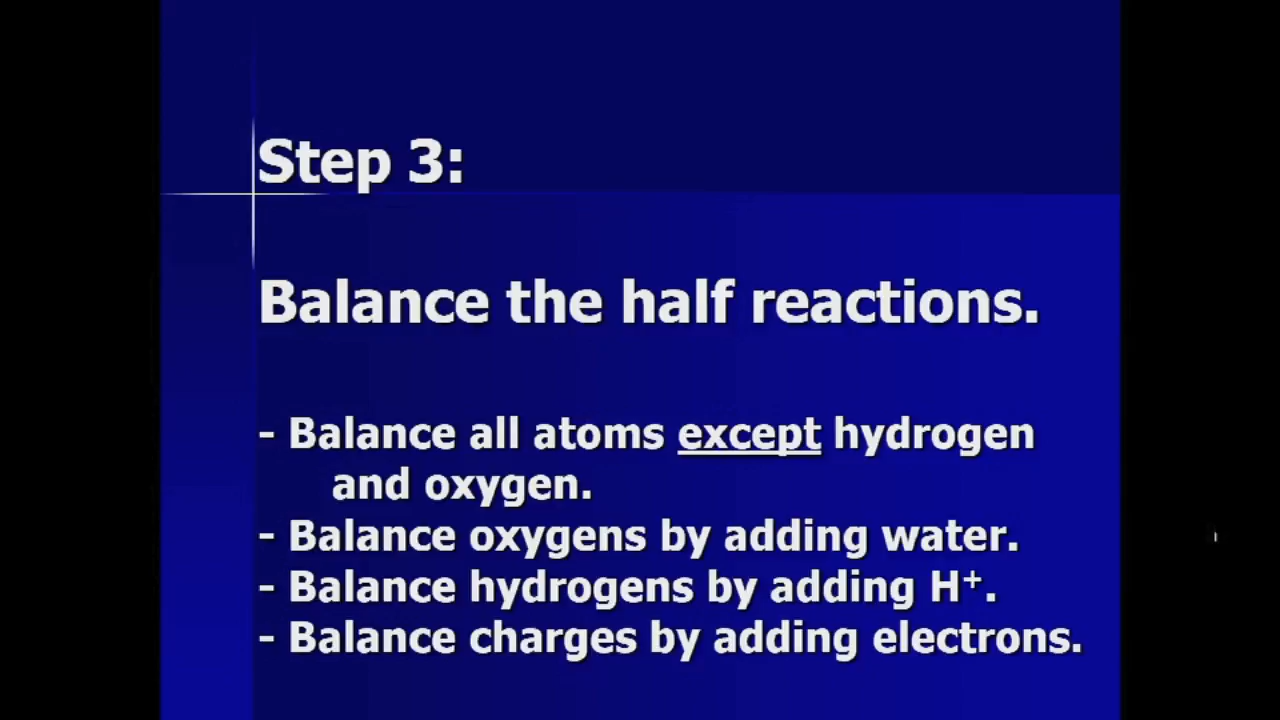 Step 3:
Balance the half reactions.
- Balance all atoms except hydrogen
and oxygen.
- Balance oxygens by adding water.
- Balance hydrogens by adding H⁺.
- Balance charges by adding electrons.